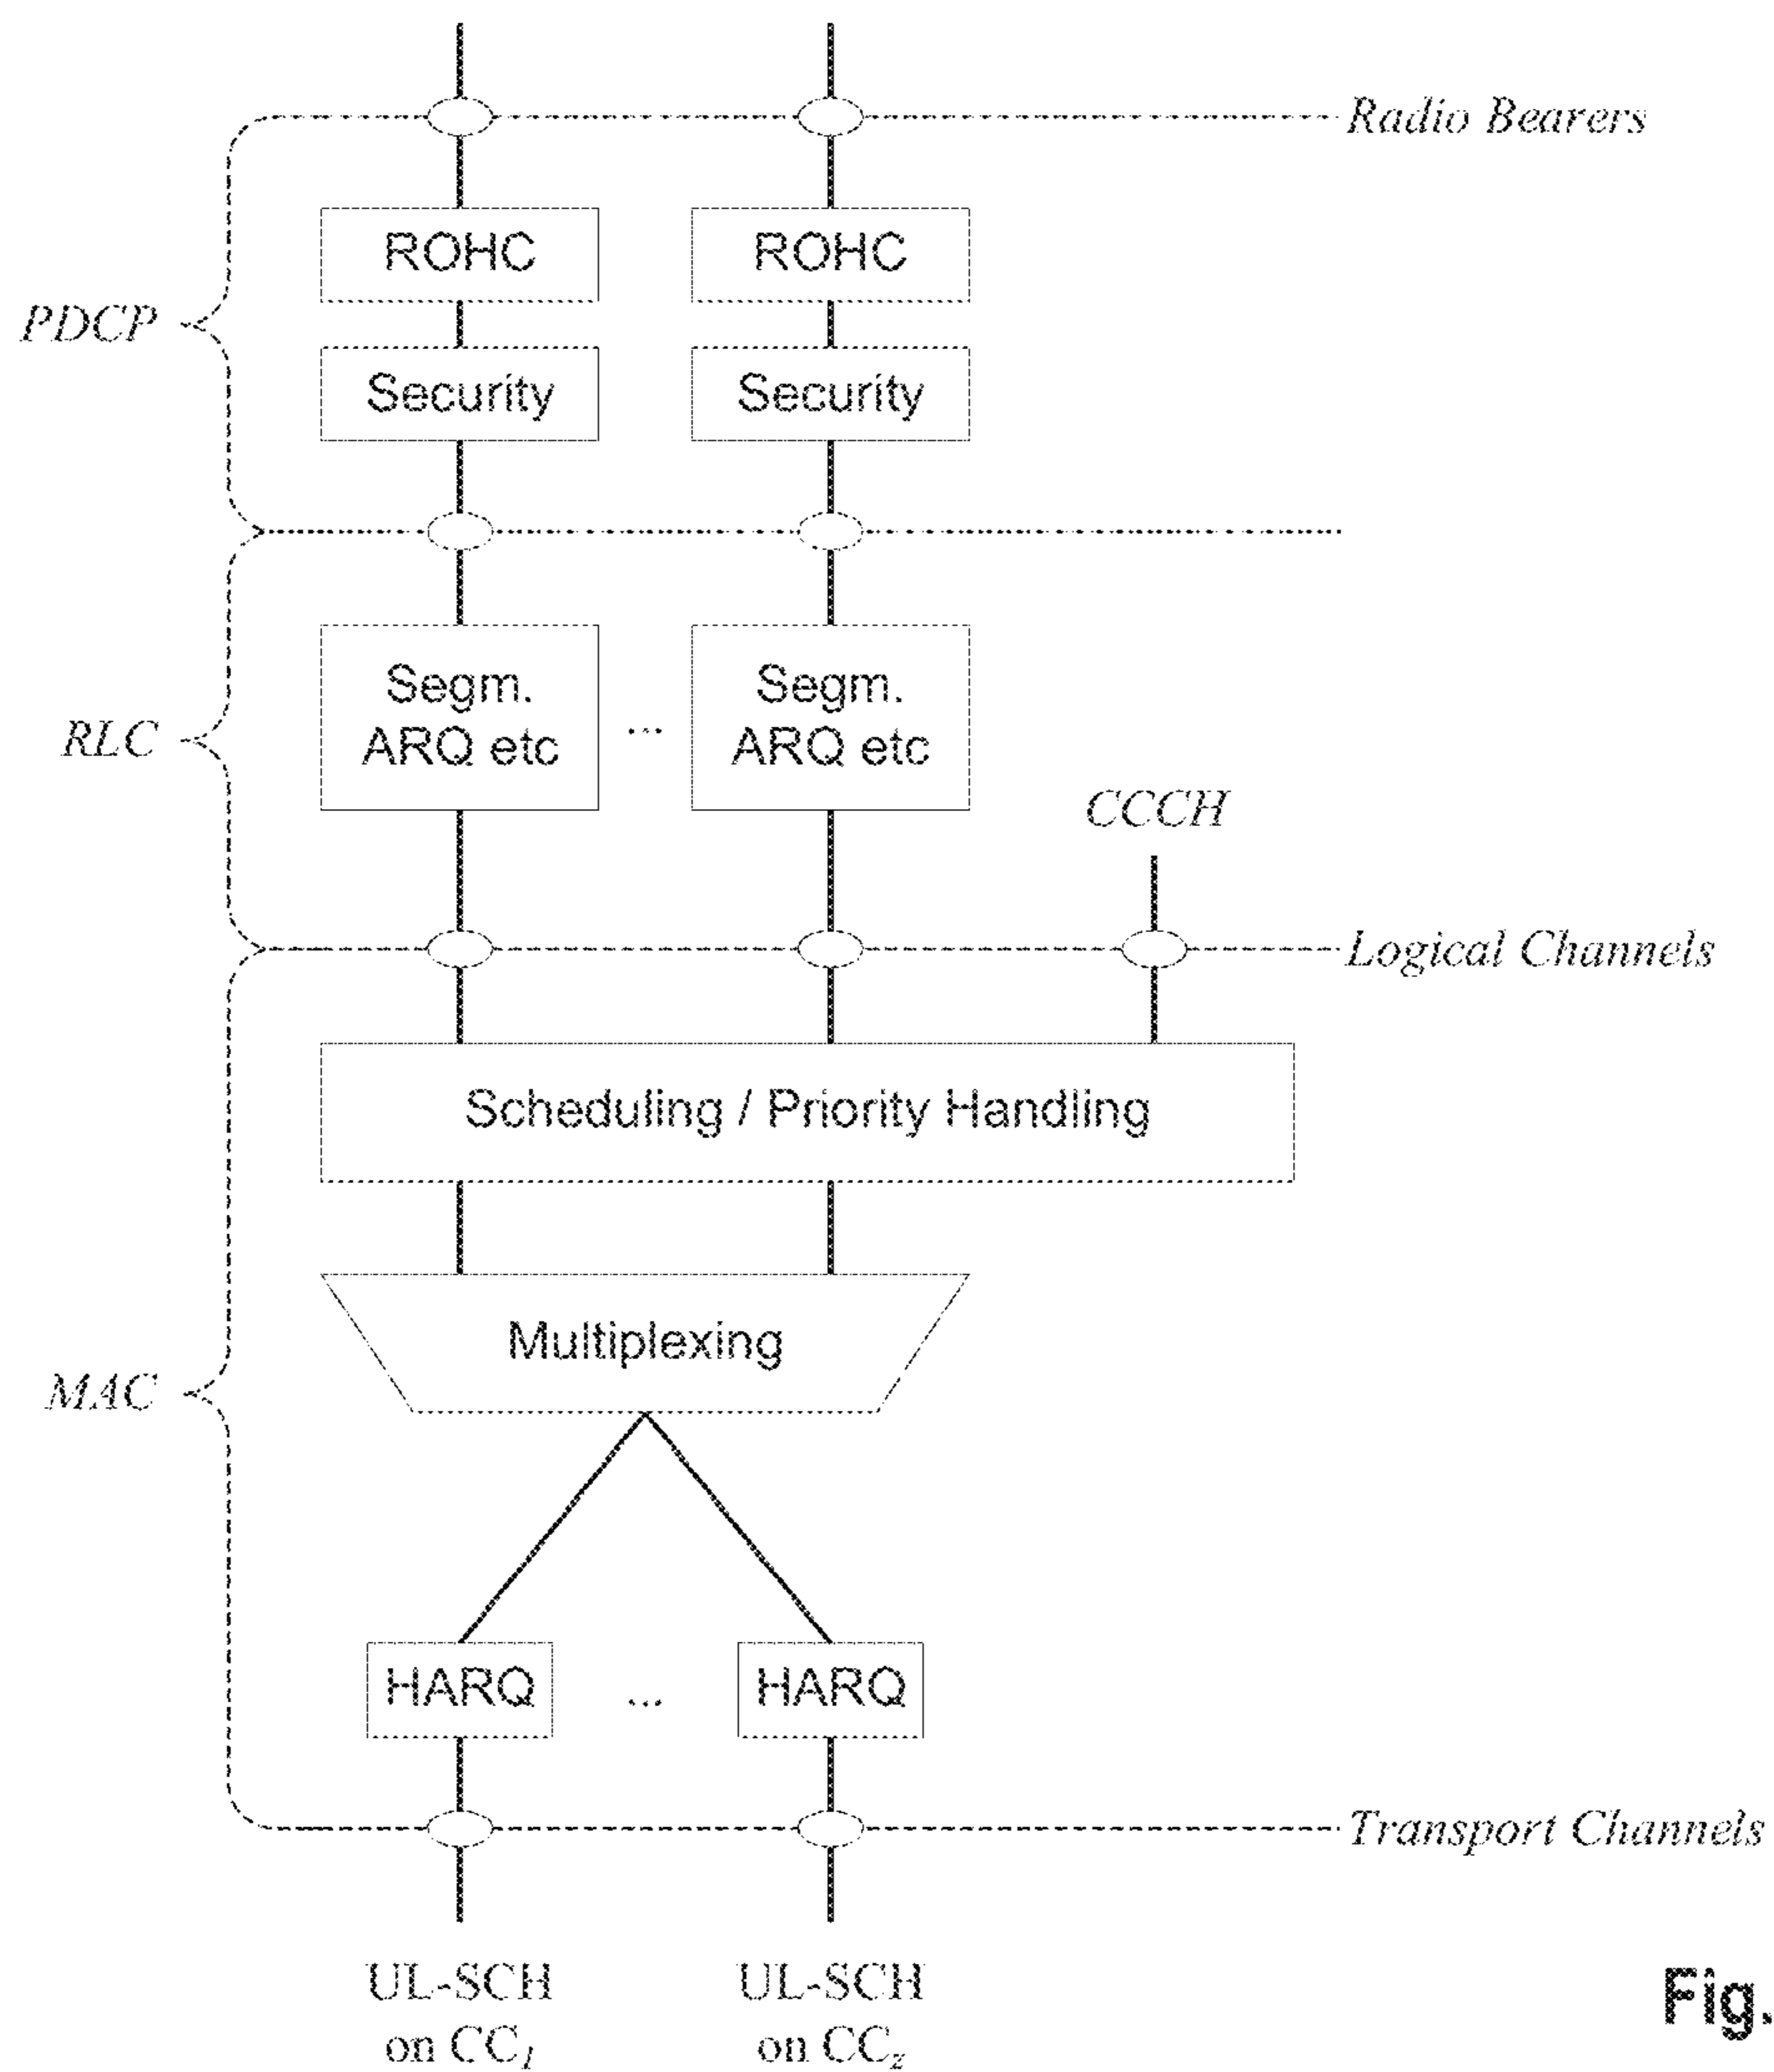 Radio Bearers
ROHC
ROHC
PDCP
Security
Security
Segm.
ARQ etc
...
Segm.
ARQ etc
RLC
CCCH
Logical Channels
Scheduling / Priority Handling
Multiplexing
MAC
HARQ
...
HARQ
Transport Channels
UL-SCH
on CC1
UL-SCH
on CCz
Fig.